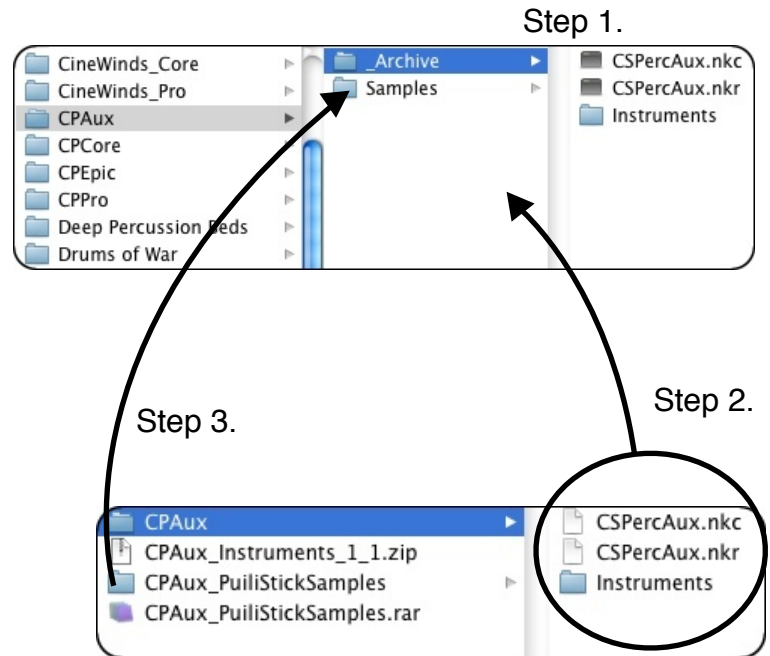 Step 1.
CineWinds_Core
CineWinds_Pro
CPAux
CPCore
CPEpic
CPPro
Deep Percussion Beds
Drums of War
_Archive
Samples
CSPercAux.nkc
CSPercAux.nkr
Instruments
Step 3.
Step 2.
CPAux
CPAux_Instruments_1_1.zip
CPAux_PuiliStickSamples
CPAux_PuiliStickSamples.rar
CSPercAux.nkc
CSPercAux.nkr
Instruments